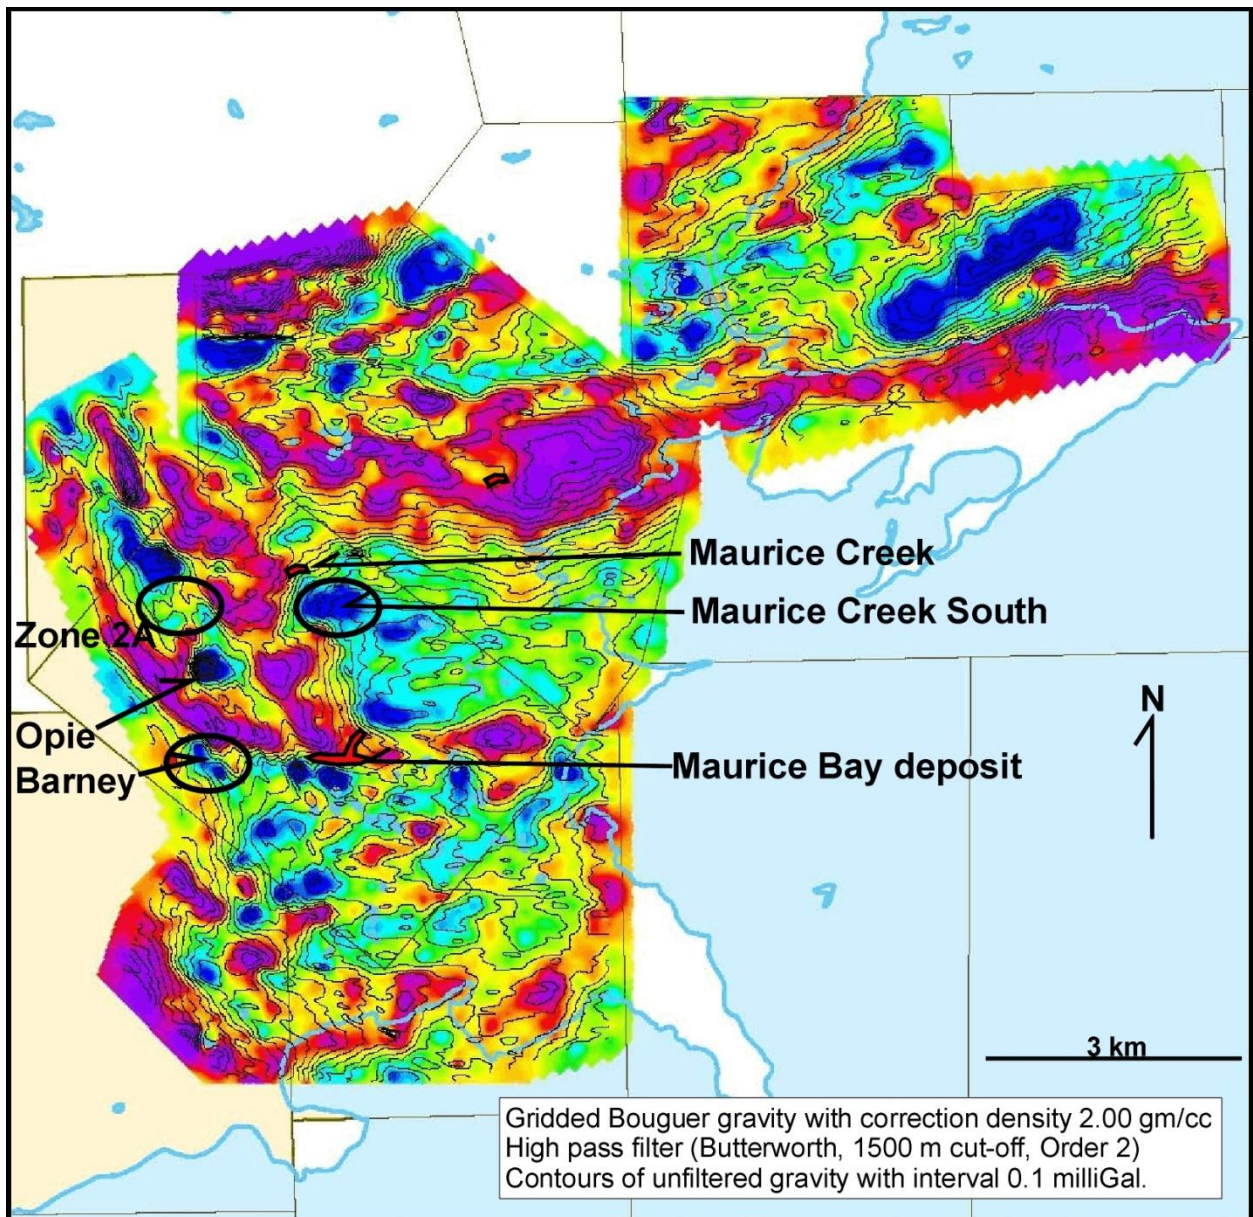 Maurice Creek
Maurice Creek South
Zone 2A
Opie
Barney
Maurice Bay deposit
N
3 km
Gridded Bouguer gravity with correction density 2.00 gm/cc
High pass filter (Butterworth, 1500 m cut-off, Order 2)
Contours of unfiltered gravity with interval 0.1 milliGal.